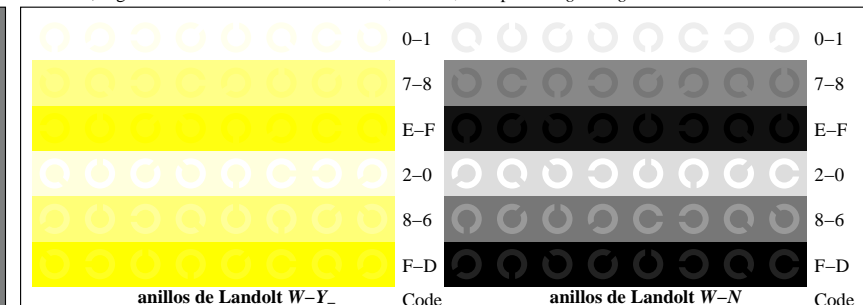 0–1 0–1
7–8 7–8
E–F E–F
2–0 2–0
8–6 8–6
F–D F–D
anillos de Landolt W–Y_ Code anillos de Landolt W–N Code